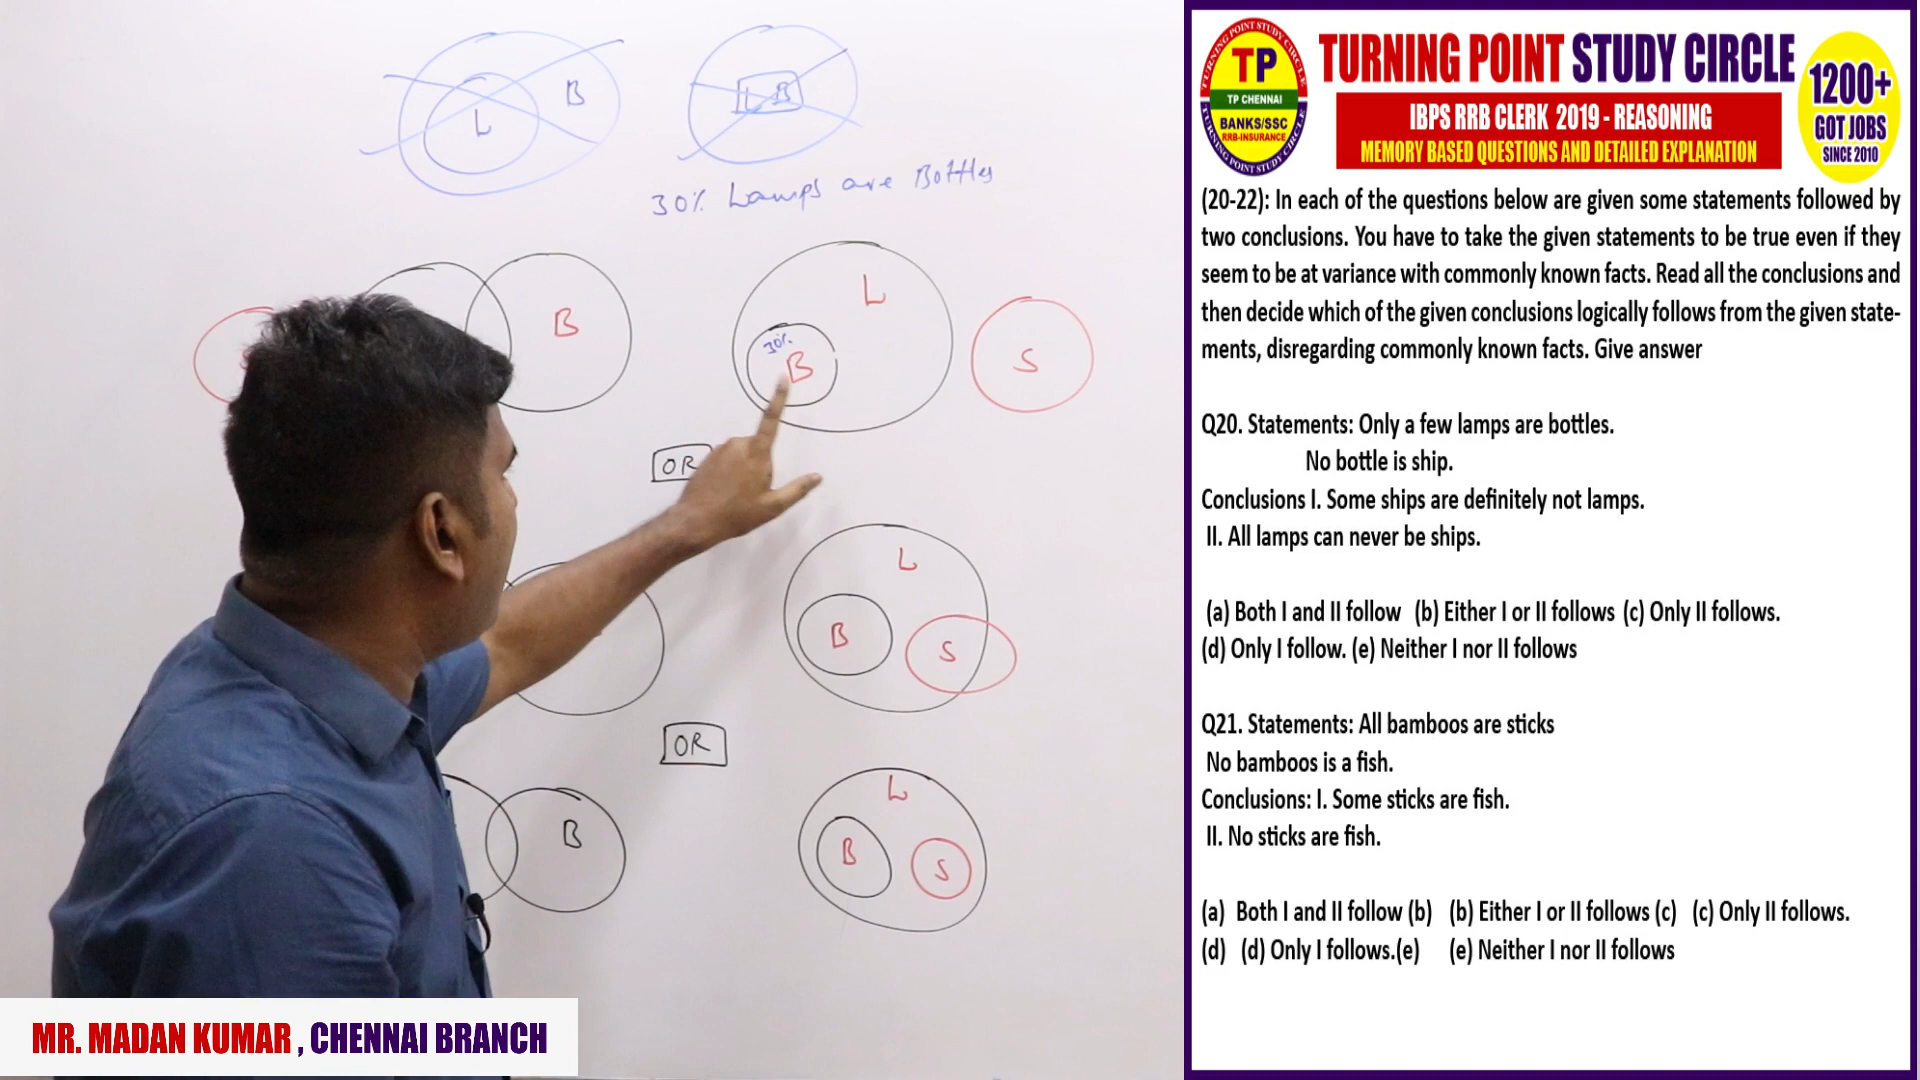 B
L
L B
30% Lamps are Bottles
B
L
30%
B
S
OR
L
B
S
OR
B
L
B
S
MR. MADAN KUMAR , CHENNAI BRANCH
TURNING POINT STUDY CIRCLE
TURNING POINT STUDY CIRCLE
TP
TP CHENNAI
BANKS/SSC
RRB-INSURANCE
TURNING POINT STUDY CIRCLE
IBPS RRB CLERK 2019 - REASONING
MEMORY BASED QUESTIONS AND DETAILED EXPLANATION
1200+
GOT JOBS
SINCE 2010
(20-22): In each of the questions below are given some statements followed by
two conclusions. You have to take the given statements to be true even if they
seem to be at variance with commonly known facts. Read all the conclusions and
then decide which of the given conclusions logically follows from the given state-
ments, disregarding commonly known facts. Give answer
Q20. Statements: Only a few lamps are bottles.
No bottle is ship.
Conclusions I. Some ships are definitely not lamps.
II. All lamps can never be ships.
(a) Both I and II follow (b) Either I or II follows (c) Only II follows.
(d) Only I follow. (e) Neither I nor II follows
Q21. Statements: All bamboos are sticks
No bamboos is a fish.
Conclusions: I. Some sticks are fish.
II. No sticks are fish.
(a) Both I and II follow (b) (b) Either I or II follows (c) (c) Only II follows.
(d) (d) Only I follows.(e) (e) Neither I nor II follows